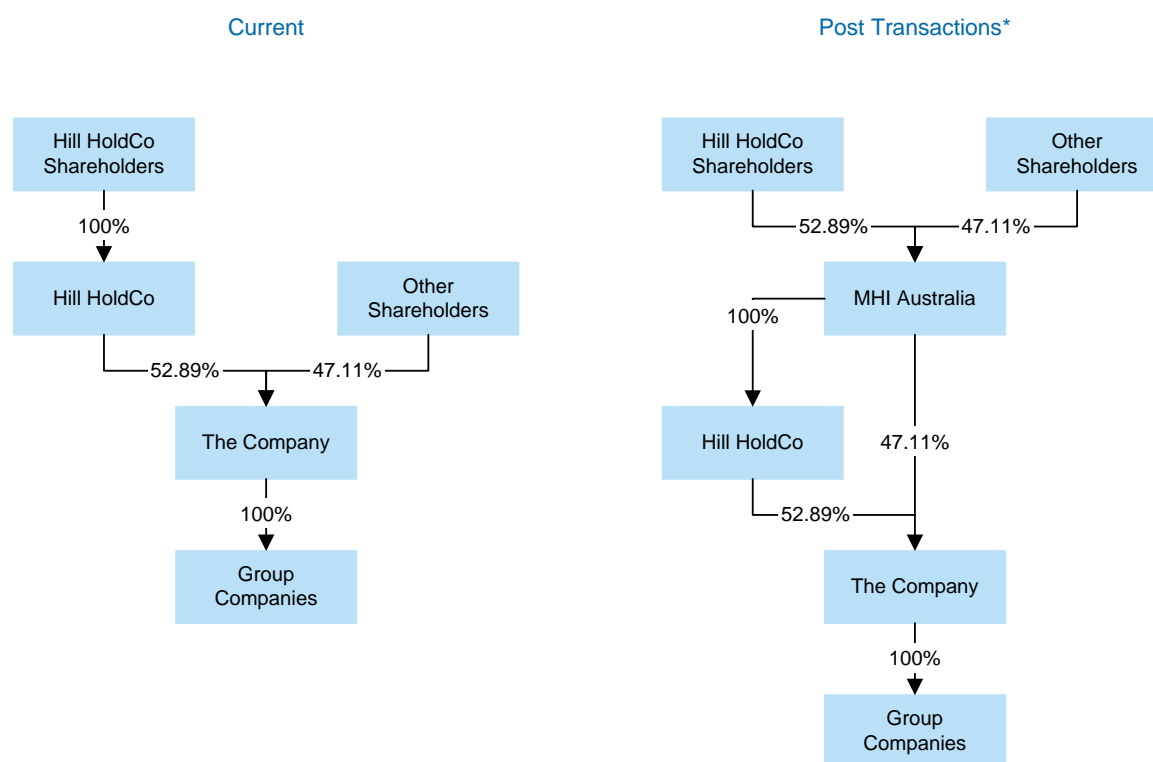 Current
Hill HoldCo
Shareholders
100%
Hill HoldCo
Other
Shareholders
52.89%
47.11%
The Company
100%
Group
Companies
Post Transactions*
Hill HoldCo
Shareholders
Other
Shareholders
52.89%
47.11%
MHI Australia
100%
Hill HoldCo
47.11%
52.89%
The Company
100%
Group
Companies